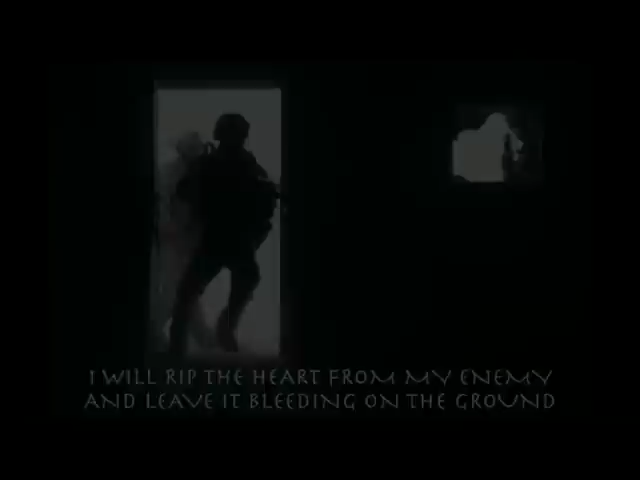 I WILL RIP THE HEART FROM MY ENEMY
AND LEAVE IT BLEEDING ON THE GROUND